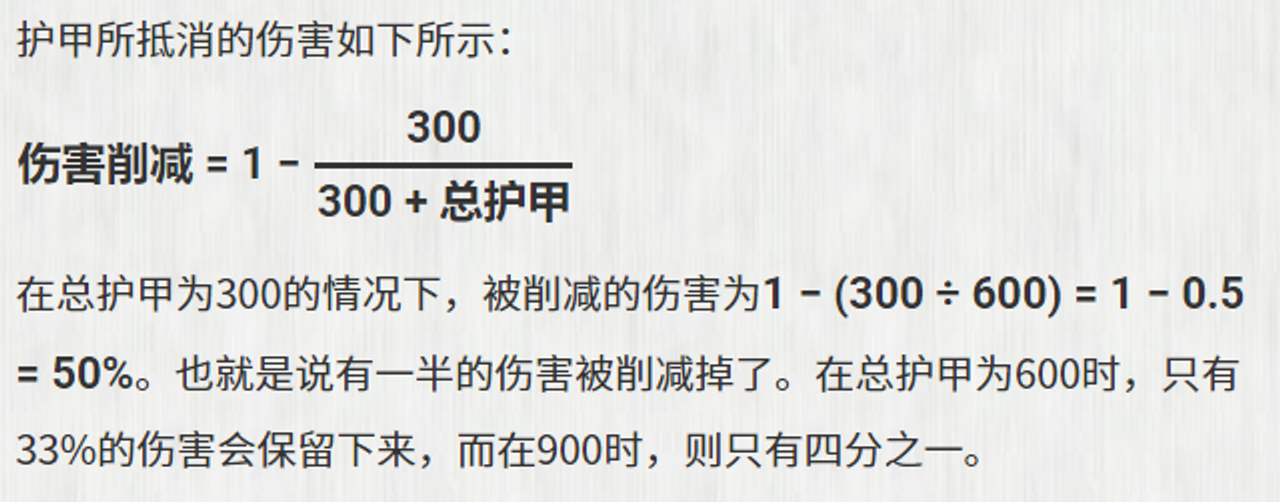 护甲所抵消的伤害如下所示：
伤害削减 = 1 − 300 / (300 + 总护甲)
在总护甲为300的情况下，被削减的伤害为1 − (300 ÷ 600) = 1 − 0.5
= 50%。也就是说有一半的伤害被削减掉了。在总护甲为600时，只有
33%的伤害会保留下来，而在900时，则只有四分之一。